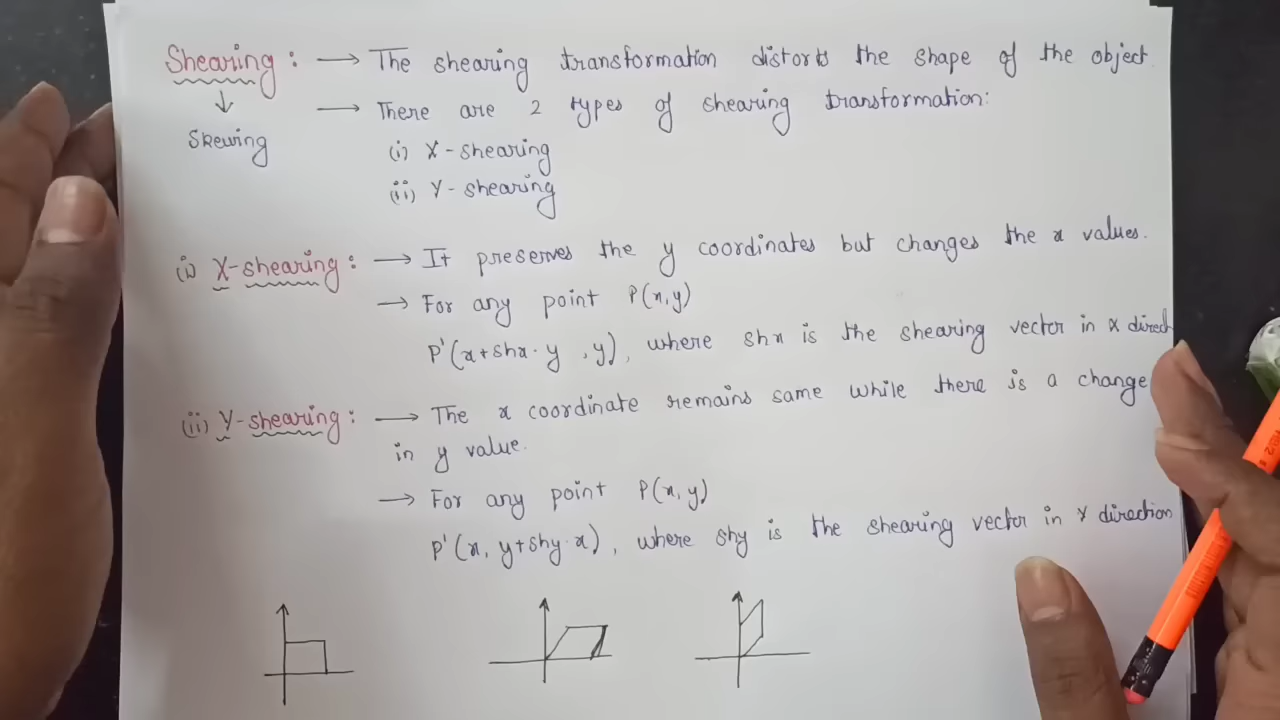 Shearing : → The shearing transformation distorts the shape of the object.
↓ → There are 2 types of shearing transformation:
Skewing
(i) X-shearing
(ii) Y-shearing
(i) X-shearing : → It preserves the y coordinates but changes the x values.
→ For any point P(x,y)
P'(x+shx·y ,y), where shx is the shearing vector in X direct
(ii) Y-shearing : → The x coordinate remains same while there is a change
in y value.
→ For any point P(x,y)
P'(x, y+shy·x), where shy is the shearing vector in Y direction